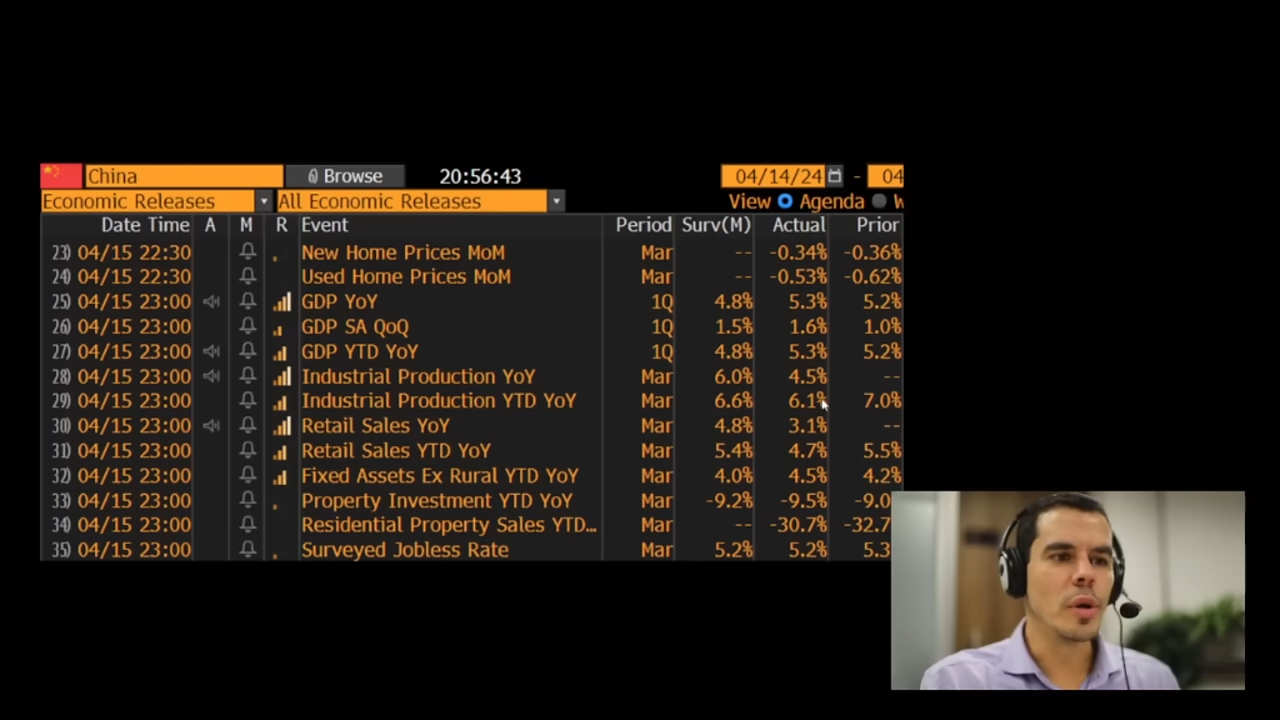 China Browse 20:56:43 04/14/24 - 04
Economic Releases All Economic Releases View Agenda
Date Time A M R Event Period Surv(M) Actual Prior
23) 04/15 22:30 New Home Prices MoM Mar -- -0.34% -0.36%
24) 04/15 22:30 Used Home Prices MoM Mar -- -0.53% -0.62%
25) 04/15 23:00 GDP YoY 1Q 4.8% 5.3% 5.2%
26) 04/15 23:00 GDP SA QoQ 1Q 1.5% 1.6% 1.0%
27) 04/15 23:00 GDP YTD YoY 1Q 4.8% 5.3% 5.2%
28) 04/15 23:00 Industrial Production YoY Mar 6.0% 4.5% --
29) 04/15 23:00 Industrial Production YTD YoY Mar 6.6% 6.1% 7.0%
30) 04/15 23:00 Retail Sales YoY Mar 4.8% 3.1% --
31) 04/15 23:00 Retail Sales YTD YoY Mar 5.4% 4.7% 5.5%
32) 04/15 23:00 Fixed Assets Ex Rural YTD YoY Mar 4.0% 4.5% 4.2%
33) 04/15 23:00 Property Investment YTD YoY Mar -9.2% -9.5% -9.0
34) 04/15 23:00 Residential Property Sales YTD... Mar -- -30.7% -32.7
35) 04/15 23:00 Surveyed Jobless Rate Mar 5.2% 5.2% 5.3